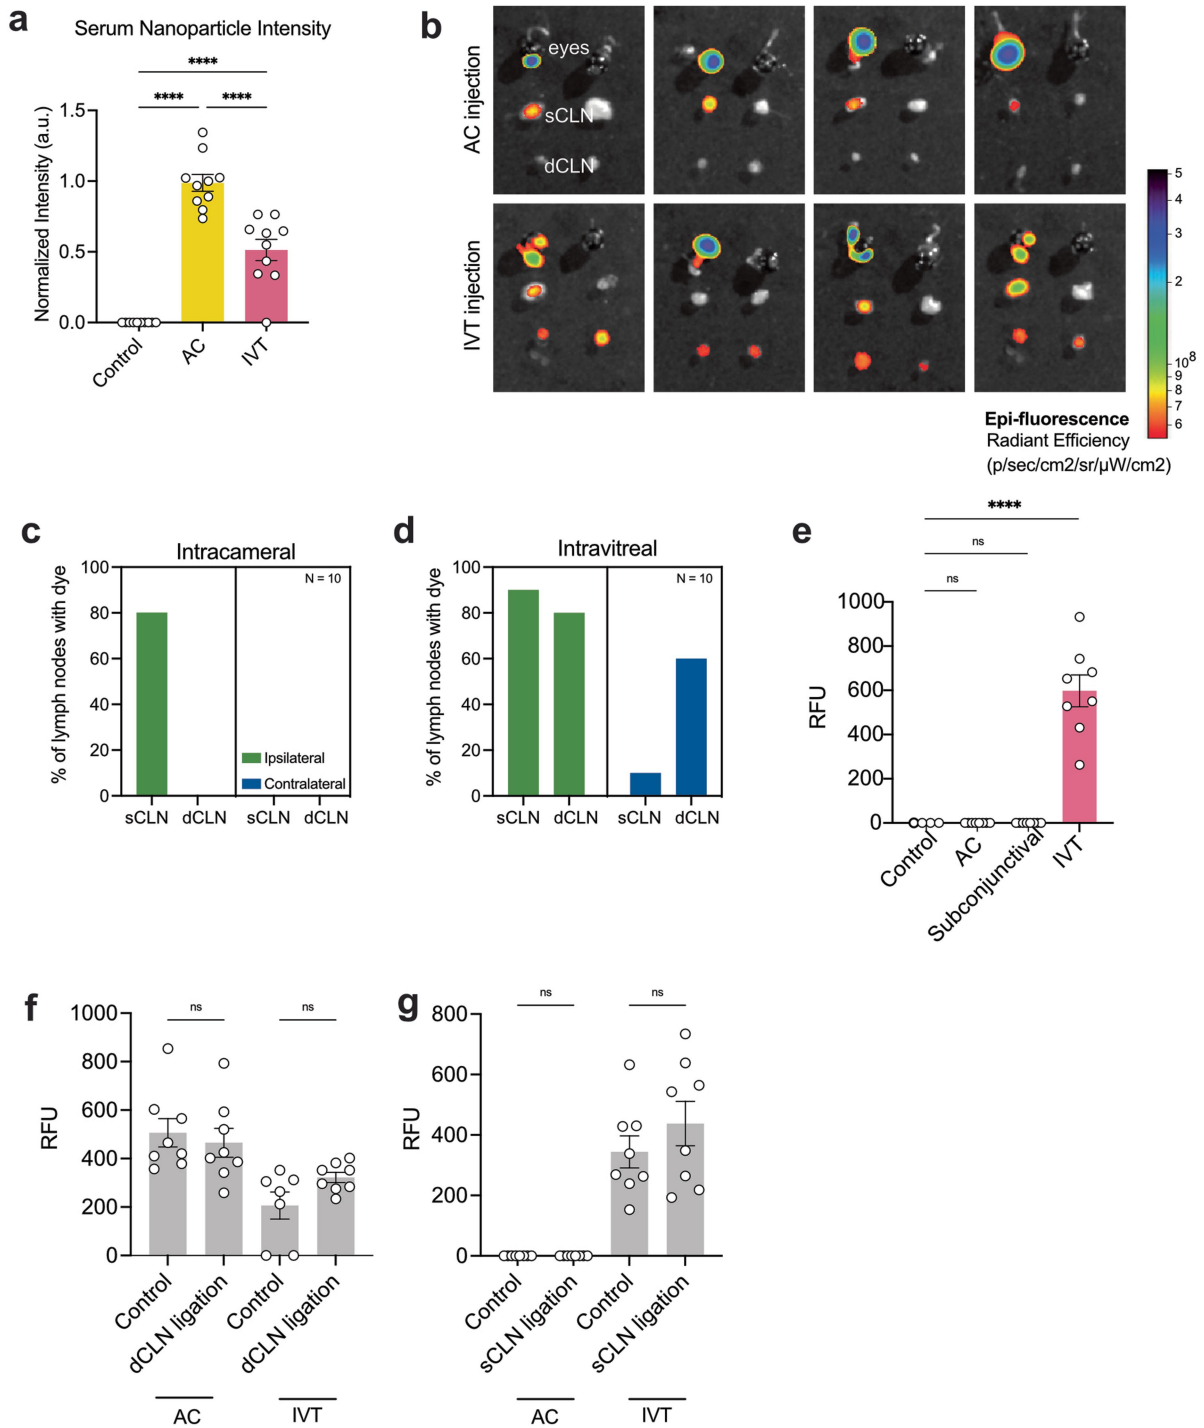 a
Serum Nanoparticle Intensity
****
**** ****
Normalized Intensity (a.u.)
1.5
1.0
0.5
0.0
Control
AC
IVT
b
AC injection
eyes
sCLN
dCLN
IVT injection
5
4
3
2
10⁸
9
8
7
6
Epi-fluorescence
Radiant Efficiency
(p/sec/cm2/sr/µW/cm2)
c
Intracameral
% of lymph nodes with dye
100
80
60
40
20
0
N = 10
Ipsilateral
Contralateral
sCLN dCLN sCLN dCLN
d
Intravitreal
% of lymph nodes with dye
100
80
60
40
20
0
N = 10
sCLN dCLN sCLN dCLN
e
****
ns
ns
RFU
1000
800
600
400
200
0
Control
AC
Subconjunctival
IVT
f
ns ns
RFU
1000
800
600
400
200
0
Control
dCLN ligation
Control
dCLN ligation
AC IVT
g
ns ns
RFU
800
600
400
200
0
Control
sCLN ligation
Control
sCLN ligation
AC IVT